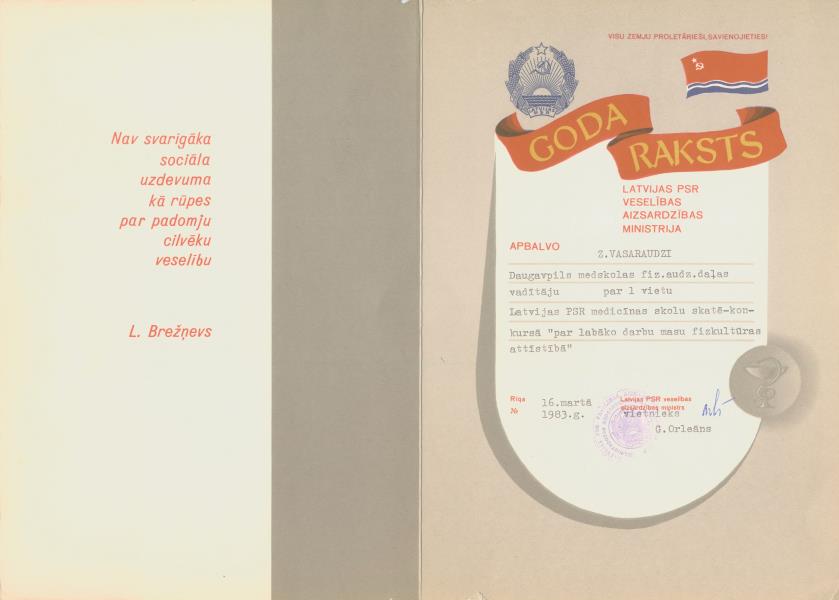 Nav svarigāka
sociāla
uzdevuma
kā rūpes
par padomju
cilvēku
veselību
L. Brežņevs
VISU ZEMJU PROLETĀRIEŠI, SAVIENOJIETIES!
GODA
RAKSTS
LATVIJAS PSR
VESELĪBAS
AIZSARDZĪBAS
MINISTRIJA
APBALVO
Z.VASARAUDZI
Daugavpils medskolas fiz.audz.daļas
vadītāju par 1 vietu
Latvijas PSR medicīnas skolu skatē-kon-
kursā "par labāko darbu masu fizkultūras
attīstībā"
Rīgā 16.martā
№ 1983.g.
Latvijas PSR veselības
aizsardzības ministrs
vietnieks
G.Orleāns